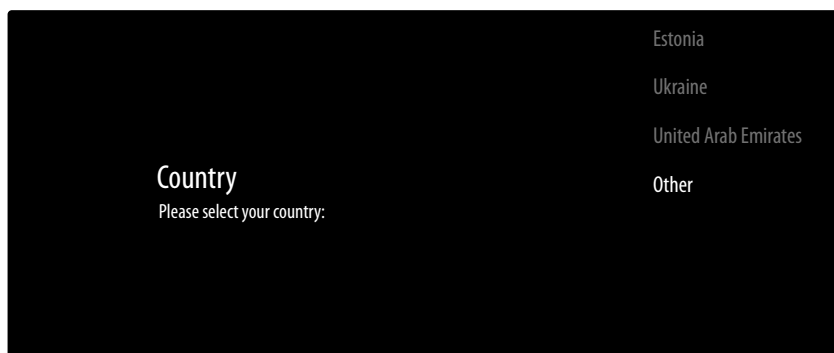 Estonia
Ukraine
United Arab Emirates
Country
Other
Please select your country: